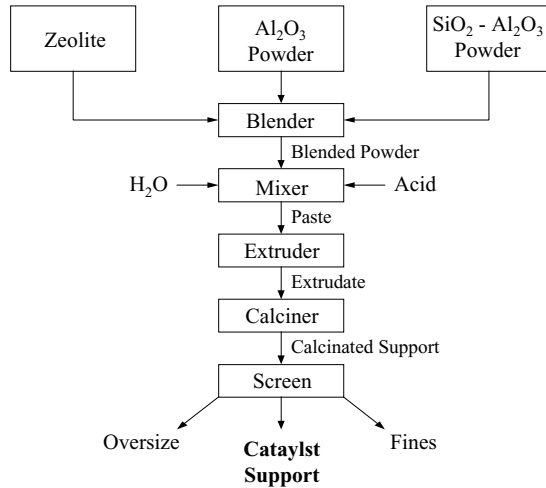 Zeolite
Al₂O₃
Powder
SiO₂ - Al₂O₃
Powder
Blender
Blended Powder
H₂O
Mixer
Acid
Paste
Extruder
Extrudate
Calciner
Calcinated Support
Screen
Oversize
Cataylst
Support
Fines